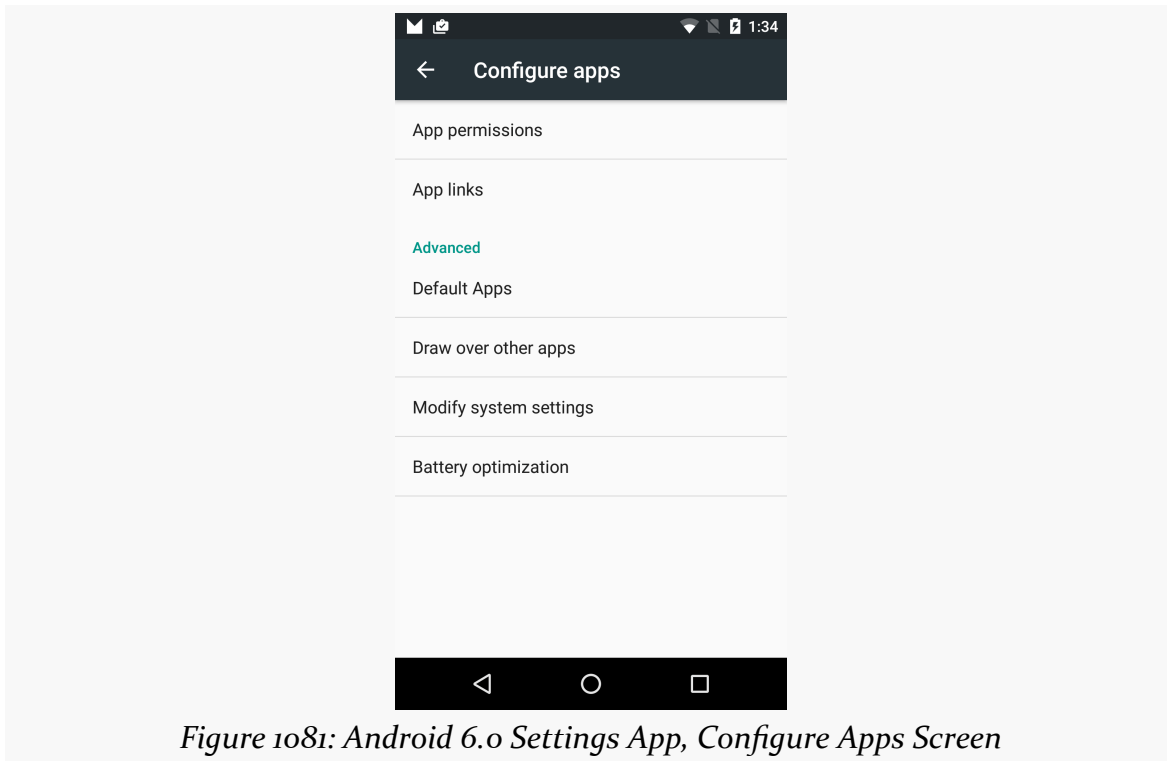 1:34
Configure apps
App permissions
App links
Advanced
Default Apps
Draw over other apps
Modify system settings
Battery optimization
Figure 1081: Android 6.0 Settings App, Configure Apps Screen